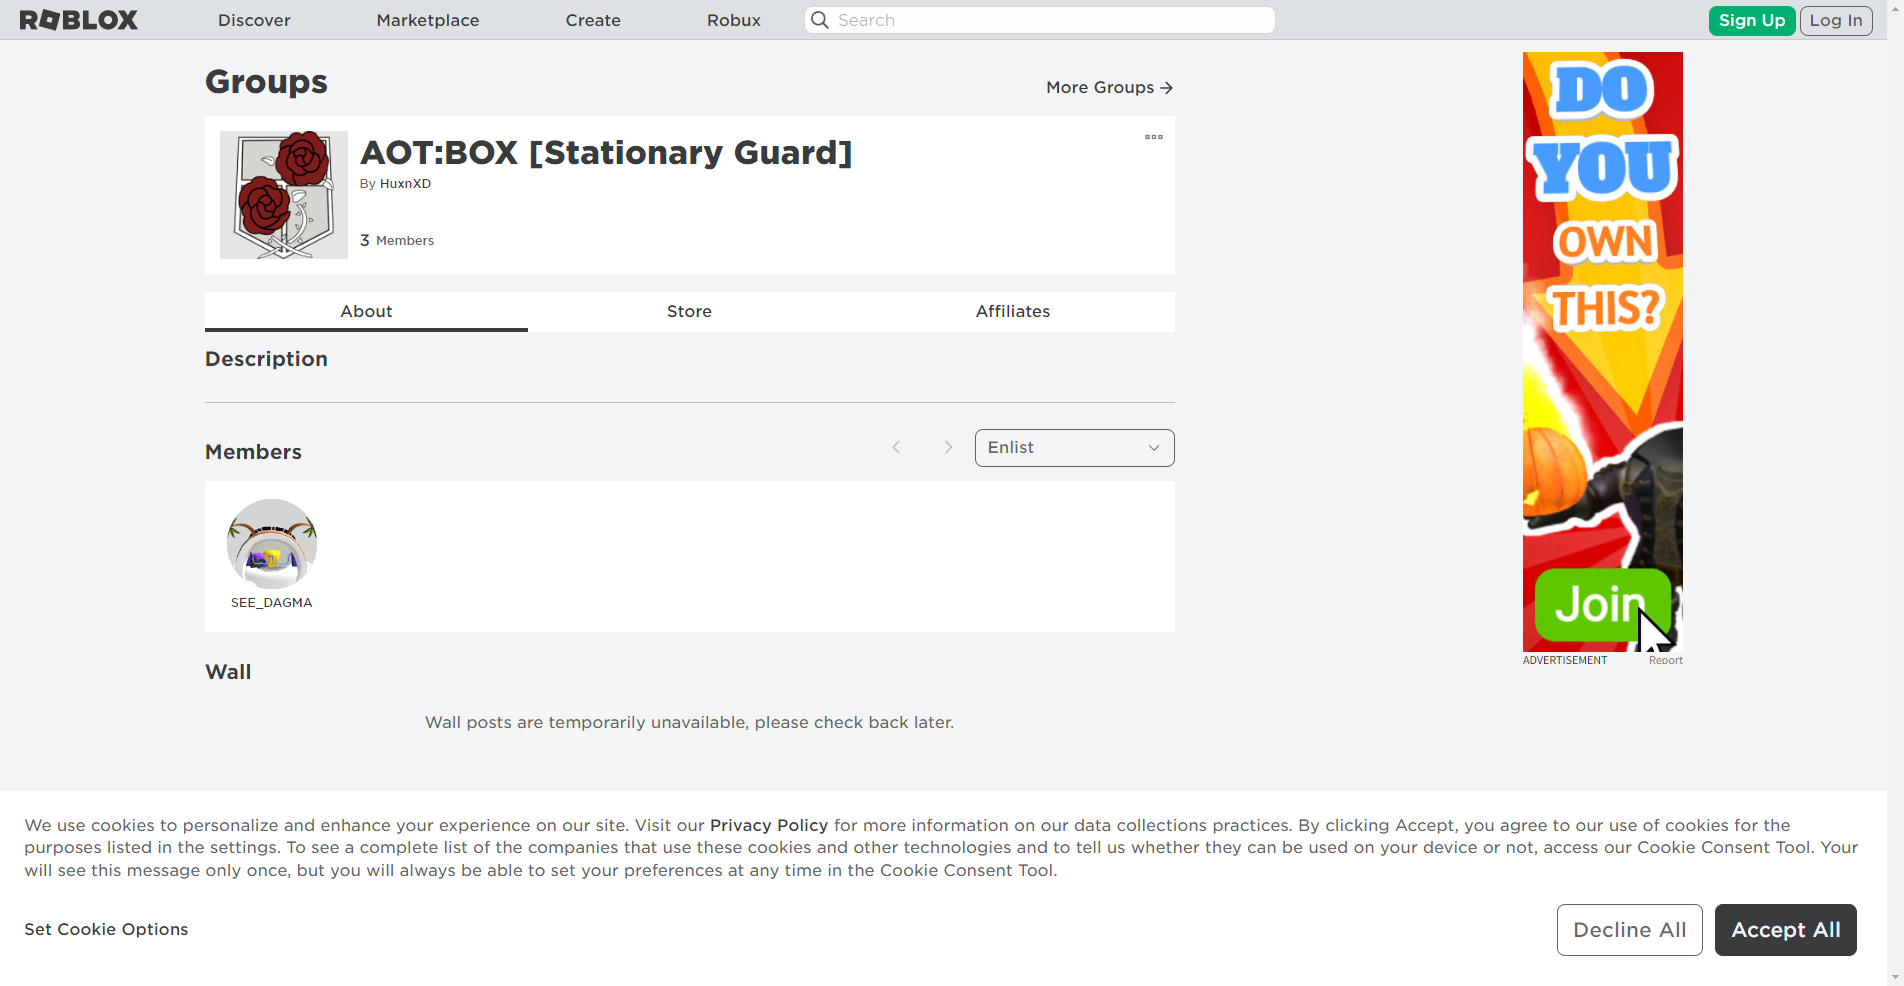 ROBLOX
Discover
Marketplace
Create
Robux
Search
Sign Up
Log In
Groups
More Groups
AOT:BOX [Stationary Guard]
By HuxnXD
3 Members
About
Store
Affiliates
Description
Members
Enlist
SEE_DAGMA
Wall
Wall posts are temporarily unavailable, please check back later.
DO
YOU
OWN
THIS?
Join
ADVERTISEMENT
Report
We use cookies to personalize and enhance your experience on our site. Visit our Privacy Policy for more information on our data collections practices. By clicking Accept, you agree to our use of cookies for the
purposes listed in the settings. To see a complete list of the companies that use these cookies and other technologies and to tell us whether they can be used on your device or not, access our Cookie Consent Tool. Your
will see this message only once, but you will always be able to set your preferences at any time in the Cookie Consent Tool.
Set Cookie Options
Decline All
Accept All